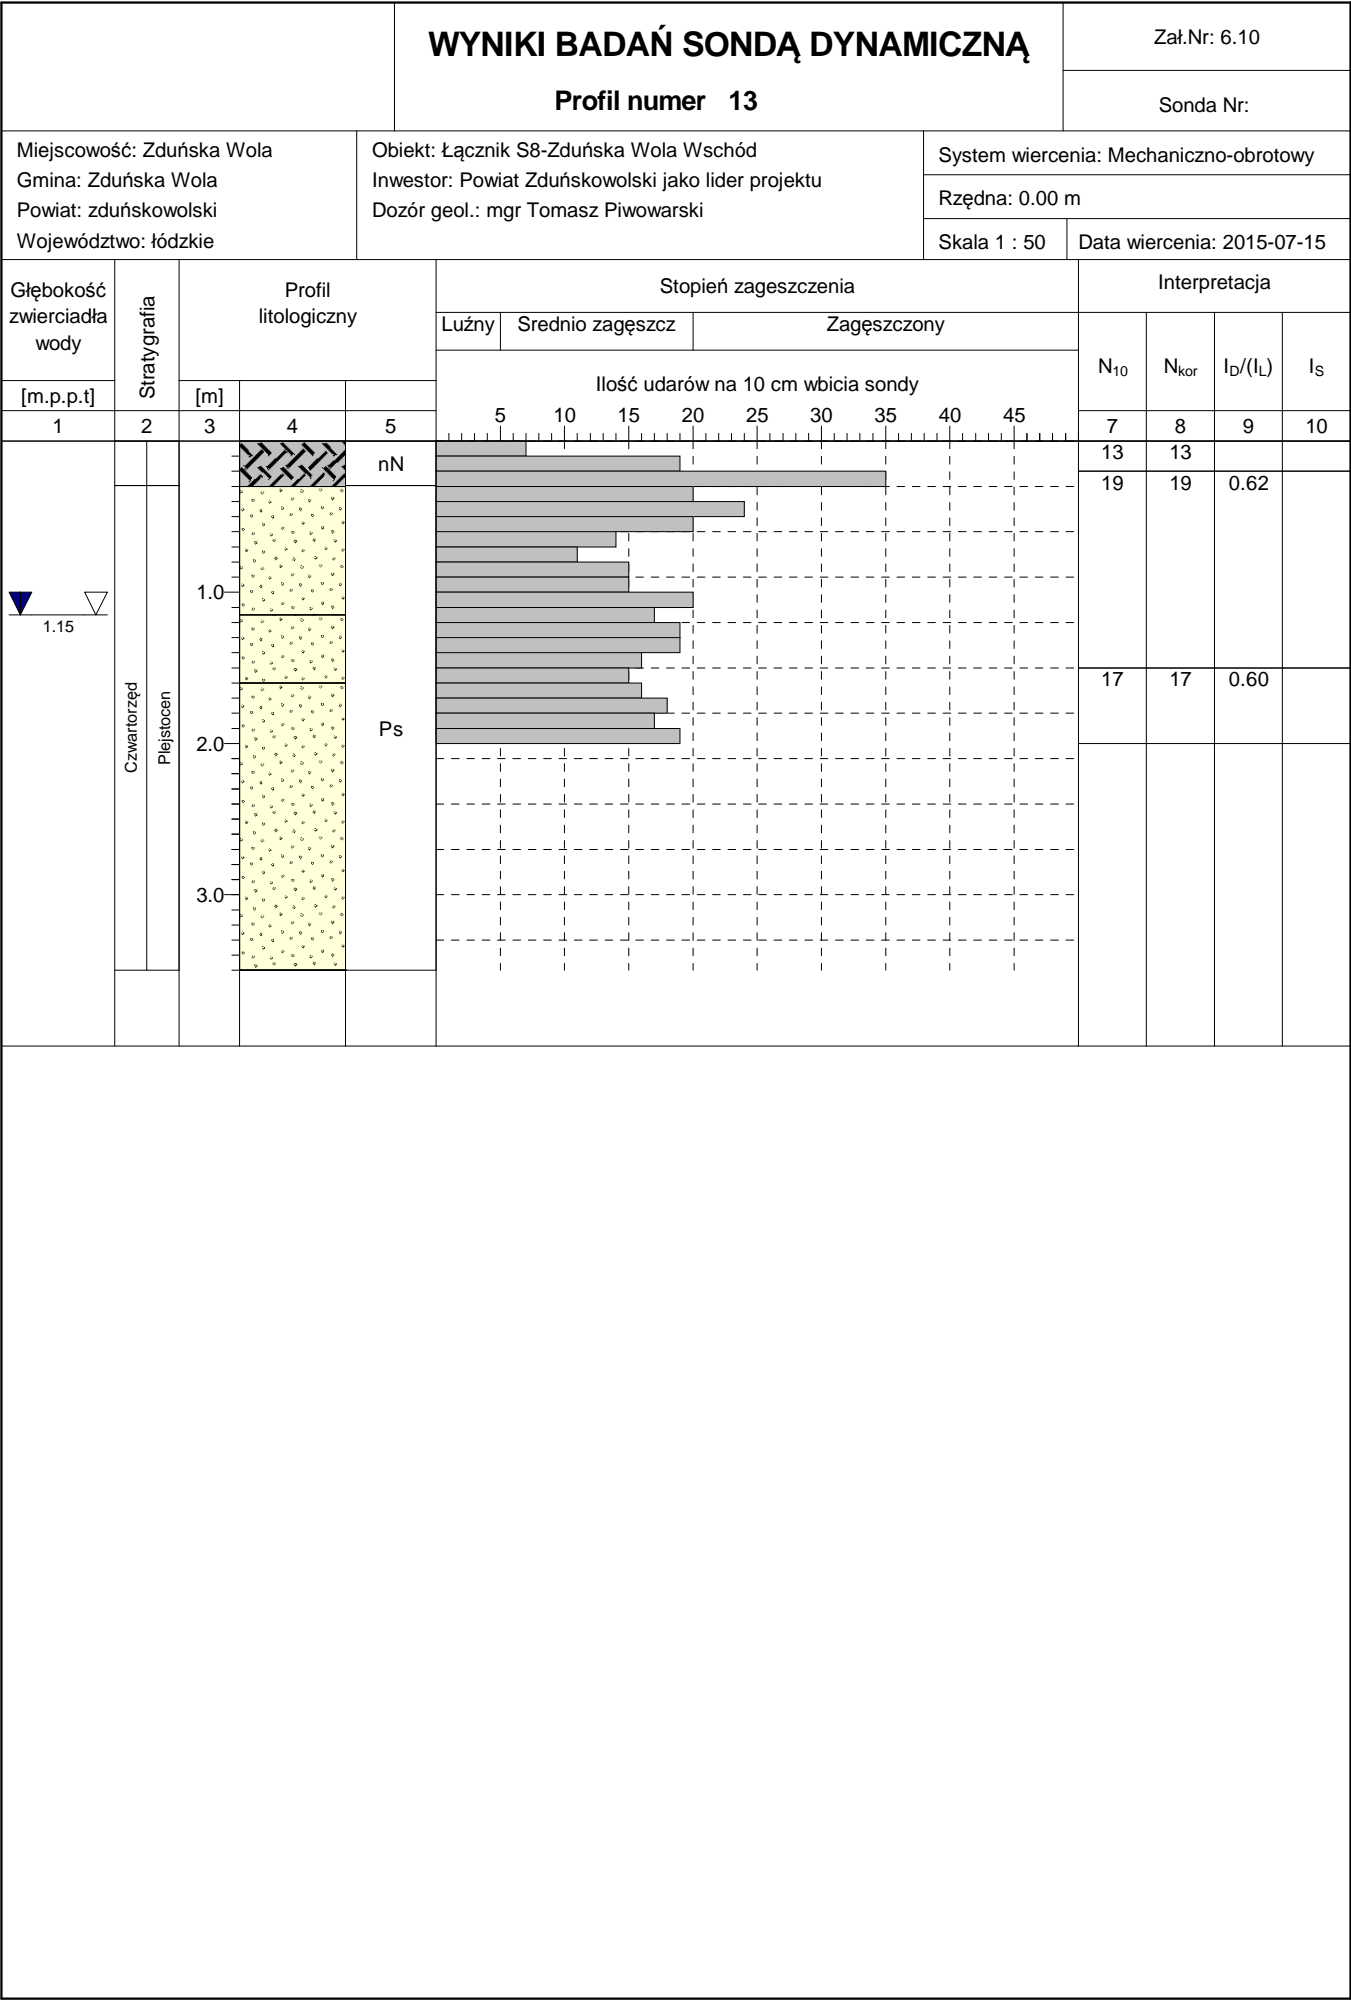 WYNIKI BADAŃ SONDĄ DYNAMICZNĄ
Profil numer 13
Zał.Nr: 6.10
Sonda Nr:
Miejscowość: Zduńska Wola
Gmina: Zduńska Wola
Powiat: zduńskowolski
Województwo: łódzkie
Obiekt: Łącznik S8-Zduńska Wola Wschód
Inwestor: Powiat Zduńskowolski jako lider projektu
Dozór geol.: mgr Tomasz Piwowarski
System wiercenia: Mechaniczno-obrotowy
Rzędna: 0.00 m
Skala 1 : 50
Data wiercenia: 2015-07-15
Głębokość
zwierciadła
wody
[m.p.p.t]
Stratygrafia
Profil
litologiczny
[m]
Stopień zageszczenia
Luźny
Srednio zagęszcz
Zagęszczony
Ilość udarów na 10 cm wbicia sondy
5 10 15 20 25 30 35 40 45
Interpretacja
N10
Nkor
ID/(IL)
IS
1 2 3 4 5 7 8 9 10
nN
13 13
19 19 0.62
1.0
1.15
17 17 0.60
Czwartorzęd
Plejstocen
Ps
2.0
3.0